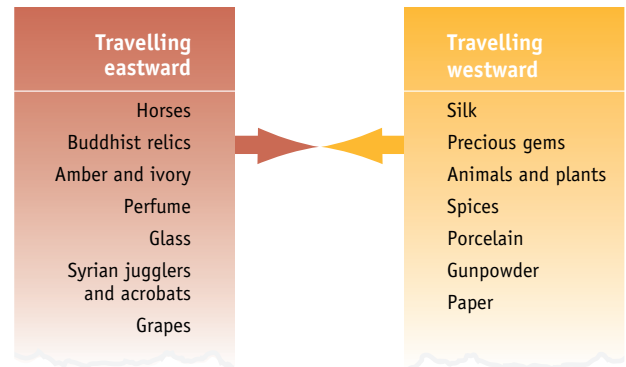 Travelling
eastward
Horses
Buddhist relics
Amber and ivory
Perfume
Glass
Syrian jugglers
and acrobats
Grapes
Travelling
westward
Silk
Precious gems
Animals and plants
Spices
Porcelain
Gunpowder
Paper